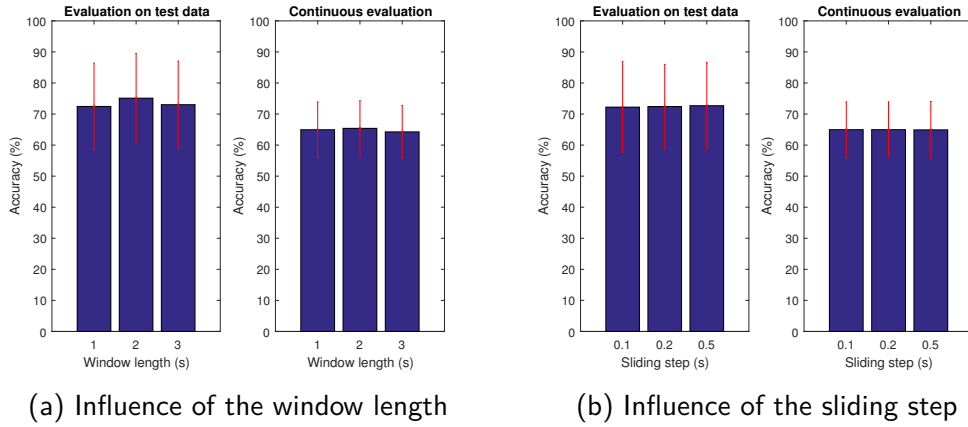 Evaluation on test data
100
90
80
70
60
50
40
30
20
10
0
Accuracy (%)
1 2 3
Window length (s)
Continuous evaluation
100
90
80
70
60
50
40
30
20
10
0
Accuracy (%)
1 2 3
Window length (s)
(a) Influence of the window length
Evaluation on test data
100
90
80
70
60
50
40
30
20
10
0
Accuracy (%)
0.1 0.2 0.5
Sliding step (s)
Continuous evaluation
100
90
80
70
60
50
40
30
20
10
0
Accuracy (%)
0.1 0.2 0.5
Sliding step (s)
(b) Influence of the sliding step